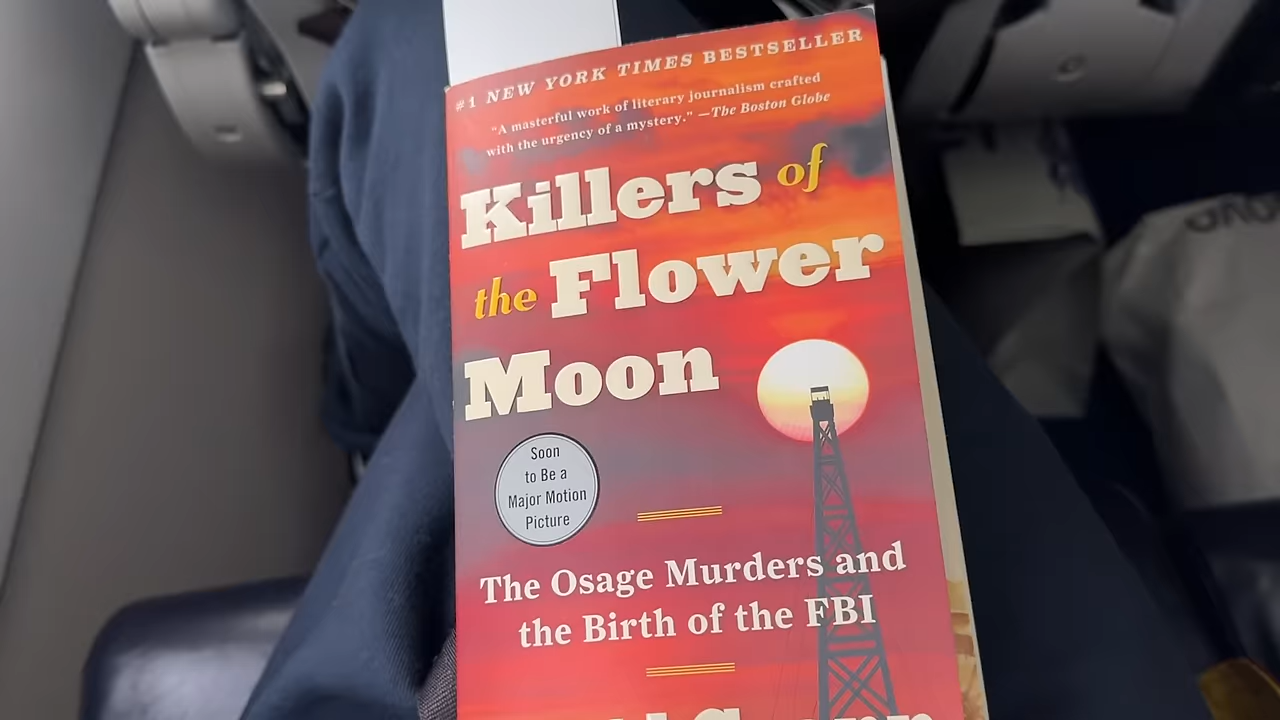 #1 NEW YORK TIMES BESTSELLER
"A masterful work of literary journalism crafted
with the urgency of a mystery." —The Boston Globe
Killers of
the Flower
Moon
Soon
to Be a
Major Motion
Picture
The Osage Murders and
the Birth of the FBI